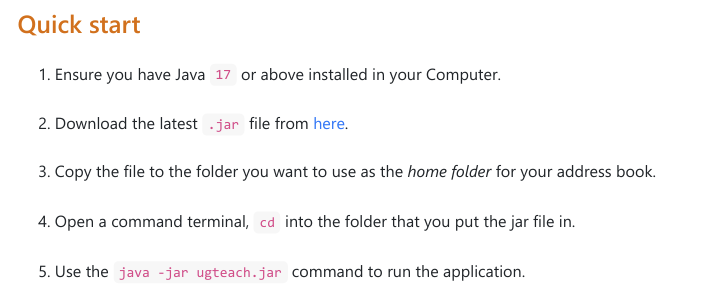 Quick start
1. Ensure you have Java 17 or above installed in your Computer.
2. Download the latest .jar file from here.
3. Copy the file to the folder you want to use as the home folder for your address book.
4. Open a command terminal, cd into the folder that you put the jar file in.
5. Use the java -jar ugteach.jar command to run the application.